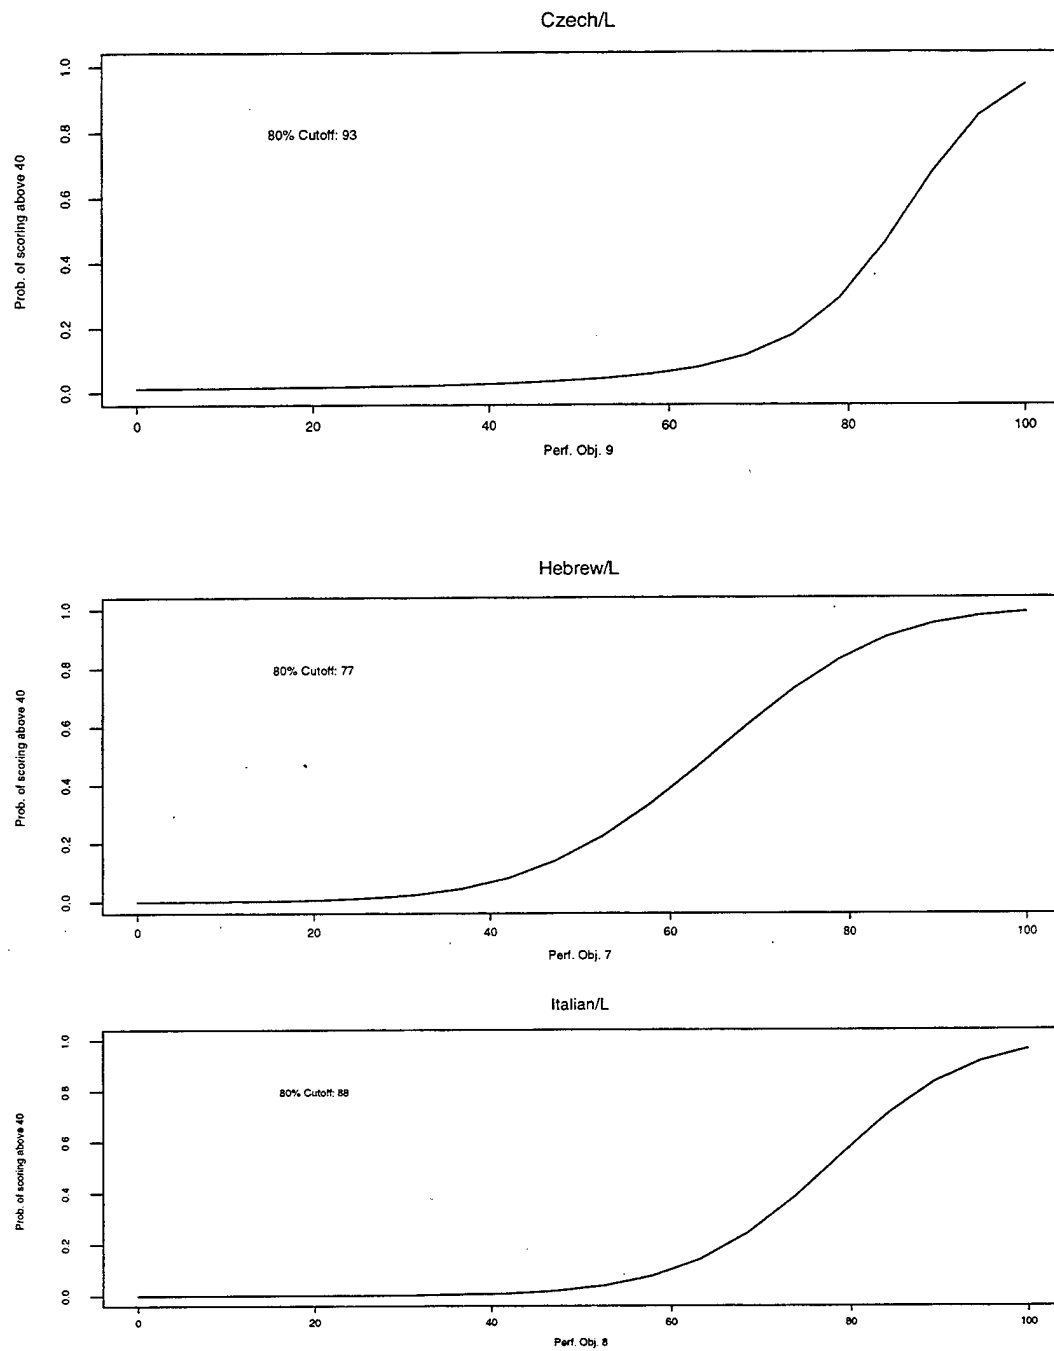 Czech/L
Prob. of scoring above 40
1.0
0.8
0.6
0.4
0.2
0.0
80% Cutoff: 93
0 20 40 60 80 100
Perf. Obj. 9
Hebrew/L
Prob. of scoring above 40
1.0
0.8
0.6
0.4
0.2
0.0
80% Cutoff: 77
0 20 40 60 80 100
Perf. Obj. 7
Italian/L
Prob. of scoring above 40
1.0
0.8
0.6
0.4
0.2
0.0
80% Cutoff: 88
0 20 40 60 80 100
Perf. Obj. 8